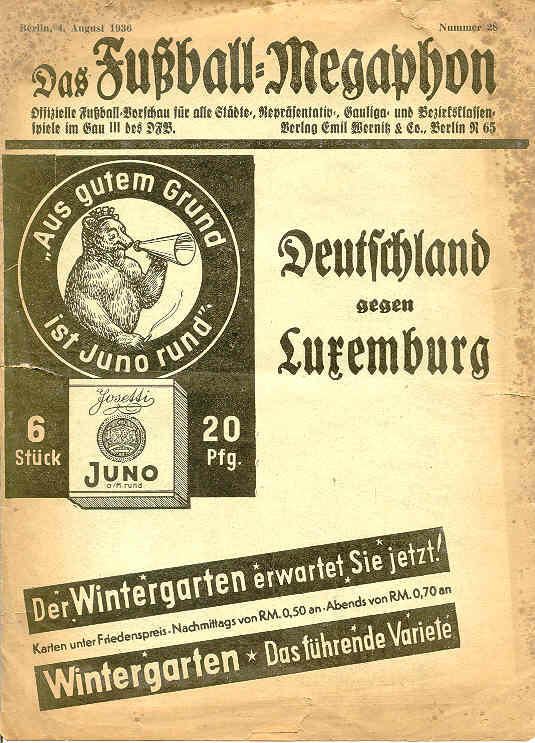 Berlin, 4. August 1936
Nummer 28
Das Fußball-Megaphon
Offizielle Fußball-Vorschau für alle Städte-, Repräsentativ-, Gauliga- und Bezirksklassen-
spiele im Gau III des DFB.
Verlag Emil Wernitz & Co., Berlin N 65
„Aus gutem Grund
ist Juno rund“
Deutschland
gegen
Luxemburg
Josetti
JUNO
o/M. rund
6
Stück
20
Pfg.
Der Wintergarten erwartet Sie jetzt!
Karten unter Friedenspreis - Nachmittags von RM. 0,50 an - Abends von RM. 0,70 an
Wintergarten * Das führende Varieté